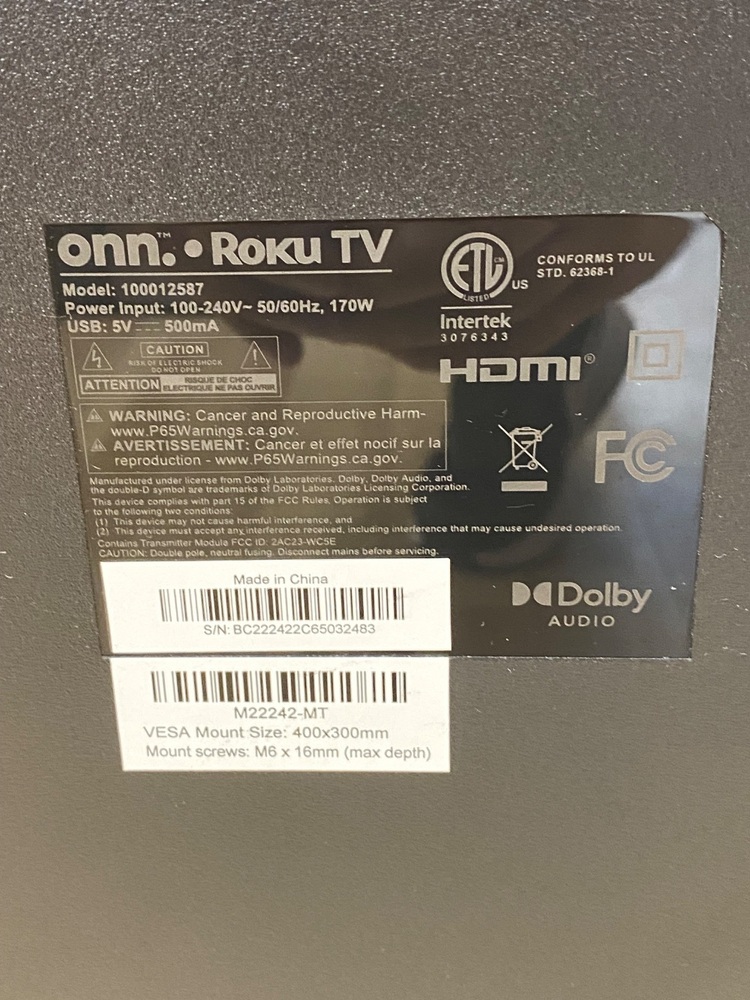 onn.™ • ROKU TV
Model: 100012587
Power Input: 100-240V~ 50/60Hz, 170W
USB: 5V ⎓ 500mA
CAUTION
RISK OF ELECTRIC SHOCK
DO NOT OPEN
ATTENTION RISQUE DE CHOC
ELECTRIQUE NE PAS OUVRIR
WARNING: Cancer and Reproductive Harm-
www.P65Warnings.ca.gov.
AVERTISSEMENT: Cancer et effet nocif sur la
reproduction - www.P65Warnings.ca.gov.
Manufactured under license from Dolby Laboratories. Dolby, Dolby Audio, and
the double-D symbol are trademarks of Dolby Laboratories Licensing Corporation.
This device complies with part 15 of the FCC Rules, Operation is subject
to the following two conditions:
(1) This device may not cause harmful interference, and
(2) This device must accept any interference received, including interference that may cause undesired operation.
Contains Transmitter Module FCC ID: 2AC23-WC5E
CAUTION: Double pole, neutral fusing. Disconnect mains before servicing.
ETL CM
LISTED
US
Intertek
3076343
CONFORMS TO UL
STD. 62368-1
HDMI®
FC
Dolby
AUDIO
Made in China
S/N: BC222422C65032483
M22242-MT
VESA Mount Size: 400x300mm
Mount screws: M6 x 16mm (max depth)